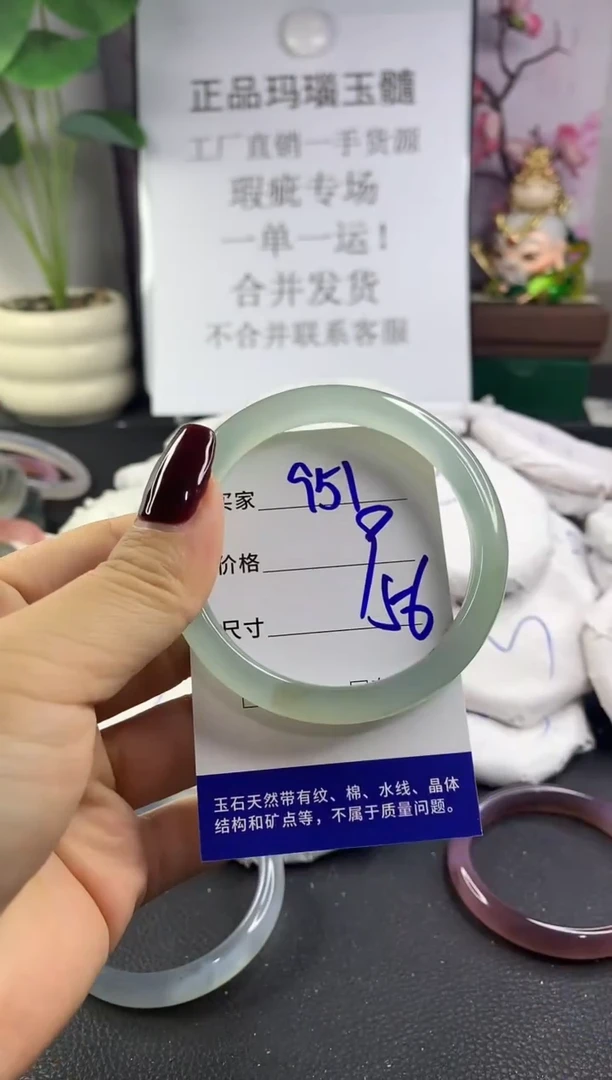 正品玛瑙玉髓
工厂直销一手货源
瑕疵专场
一单一运!
合并发货
不合并联系客服
买家 951
价格
尺寸 56
玉石天然带有纹、棉、水线、晶体
结构和矿点等，不属于质量问题。